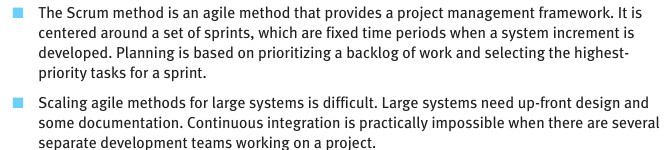 ■ The Scrum method is an agile method that provides a project management framework. It is
centered around a set of sprints, which are fixed time periods when a system increment is
developed. Planning is based on prioritizing a backlog of work and selecting the highest-
priority tasks for a sprint.
■ Scaling agile methods for large systems is difficult. Large systems need up-front design and
some documentation. Continuous integration is practically impossible when there are several
separate development teams working on a project.